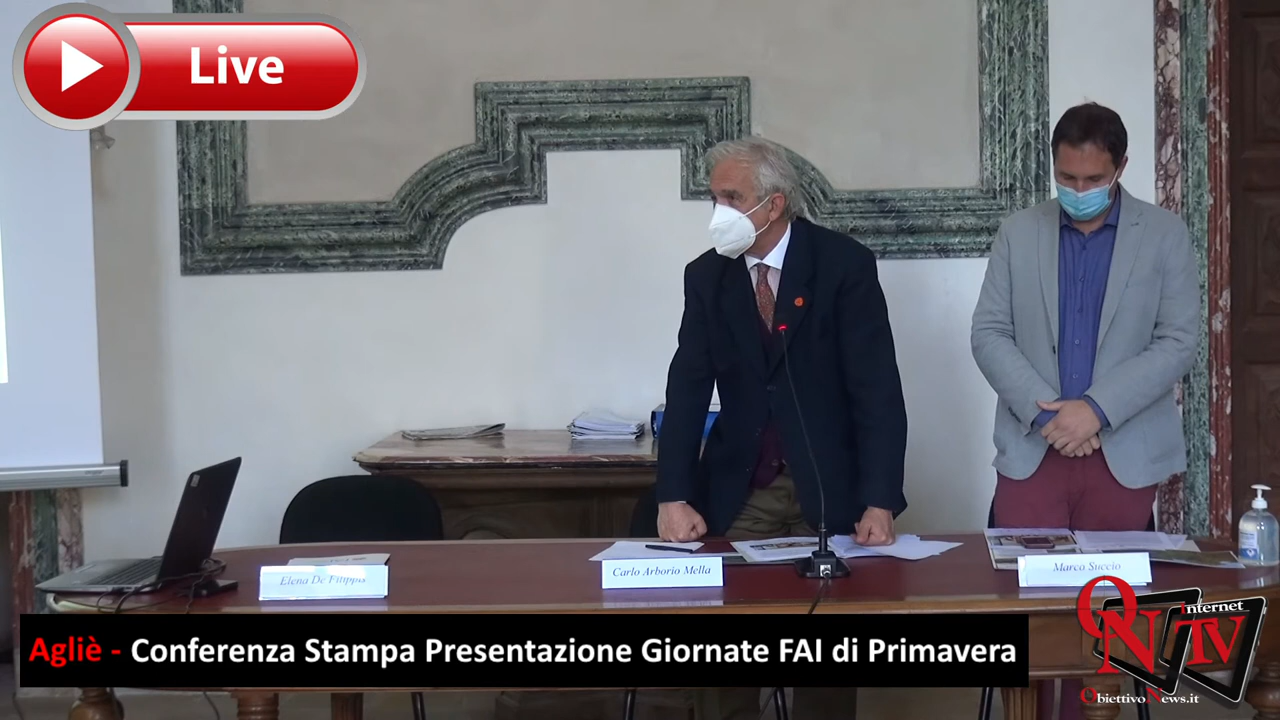 Live
Elena De Filippis
Carlo Arborio Mella
Marco Succio
Agliè - Conferenza Stampa Presentazione Giornate FAI di Primavera
ON
Internet
TV
ObiettivoNews.it